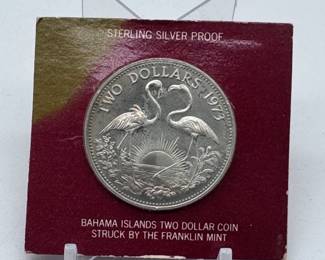 STERLING SILVER PROOF
TWO DOLLARS · 1973
BAHAMA ISLANDS TWO DOLLAR COIN
STRUCK BY THE FRANKLIN MINT